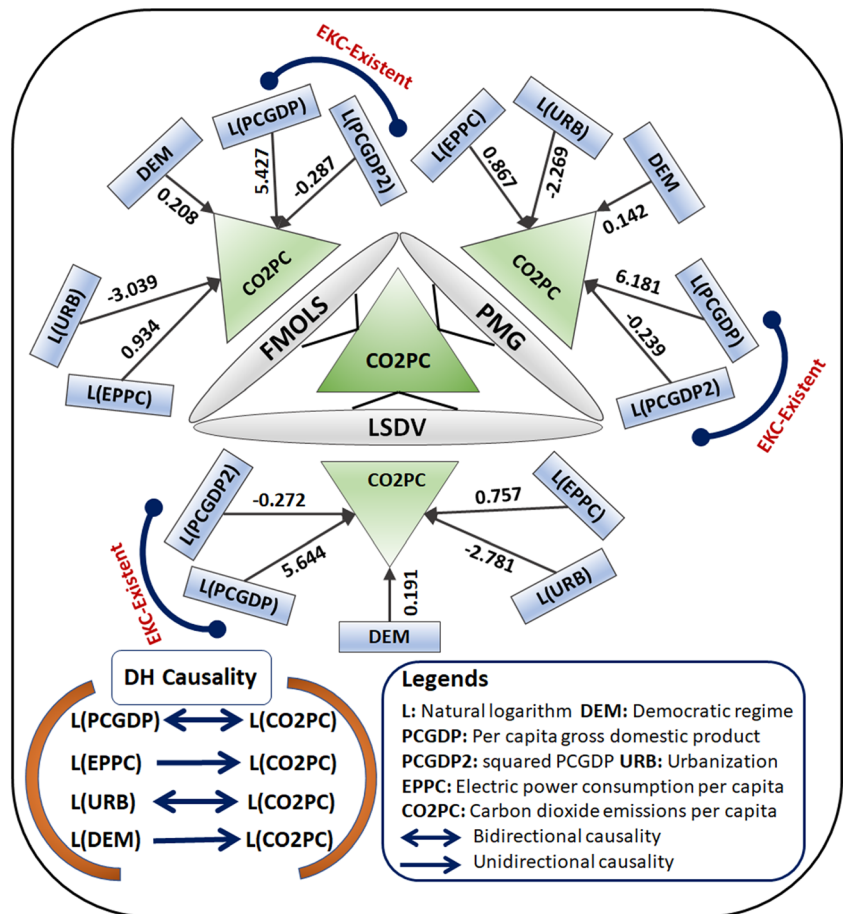 EKC-Existent
DEM
L(PCGDP)
L(PCGDP2)
0.208
5.427
-0.287
CO2PC
L(URB)
-3.039
L(EPPC)
0.934
FMOLS
L(EPPC)
L(URB)
DEM
0.867
-2.269
0.142
CO2PC
6.181
L(PCGDP)
-0.239
L(PCGDP2)
EKC-Existent
PMG
CO2PC
LSDV
CO2PC
L(PCGDP2)
-0.272
L(PCGDP)
5.644
EKC-Existent
0.191
DEM
0.757
L(EPPC)
-2.781
L(URB)
DH Causality
L(PCGDP) L(CO2PC)
L(EPPC) L(CO2PC)
L(URB) L(CO2PC)
L(DEM) L(CO2PC)
Legends
L: Natural logarithm DEM: Democratic regime
PCGDP: Per capita gross domestic product
PCGDP2: squared PCGDP URB: Urbanization
EPPC: Electric power consumption per capita
CO2PC: Carbon dioxide emissions per capita
Bidirectional causality
Unidirectional causality